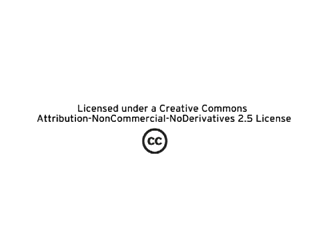 Licensed under a Creative Commons
Attribution-NonCommercial-NoDerivatives 2.5 License
cc